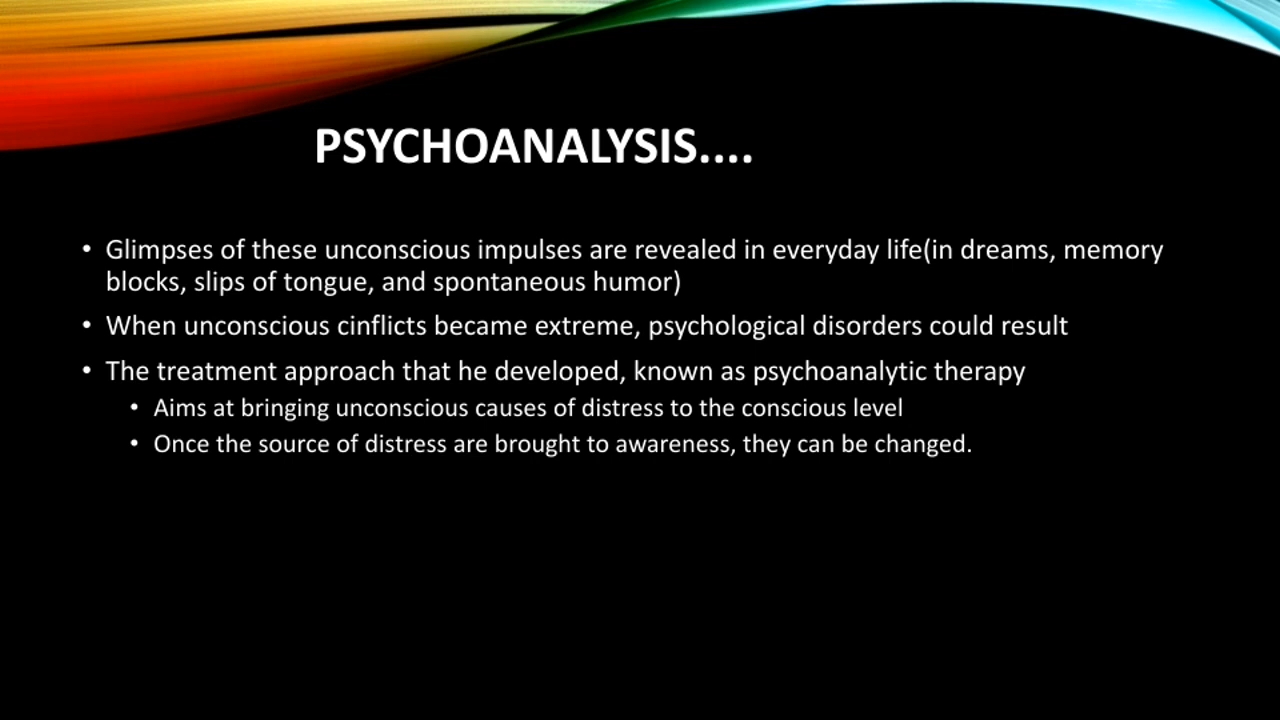 PSYCHOANALYSIS....
• Glimpses of these unconscious impulses are revealed in everyday life(in dreams, memory
blocks, slips of tongue, and spontaneous humor)
• When unconscious cinflicts became extreme, psychological disorders could result
• The treatment approach that he developed, known as psychoanalytic therapy
• Aims at bringing unconscious causes of distress to the conscious level
• Once the source of distress are brought to awareness, they can be changed.